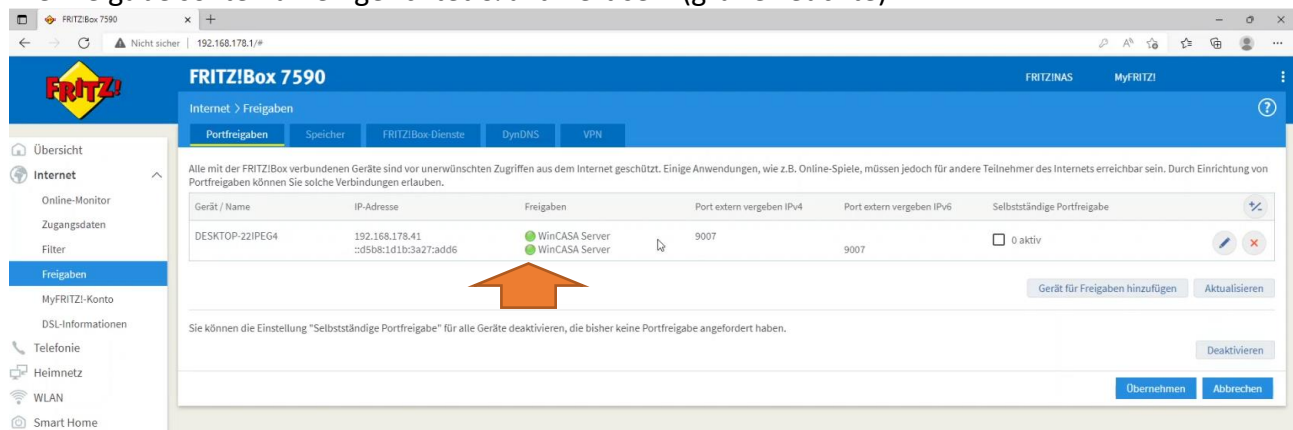 FRITZ!Box 7590
Nicht sicher | 192.168.178.1/#
FRITZ!
FRITZ!Box 7590
FRITZ!NAS
MyFRITZ!
Internet > Freigaben
Portfreigaben
Speicher
FRITZ!Box-Dienste
DynDNS
VPN
Übersicht
Internet
Online-Monitor
Zugangsdaten
Filter
Freigaben
MyFRITZ!-Konto
DSL-Informationen
Telefonie
Heimnetz
WLAN
Smart Home
Alle mit der FRITZ!Box verbundenen Geräte sind vor unerwünschten Zugriffen aus dem Internet geschützt. Einige Anwendungen, wie z.B. Online-Spiele, müssen jedoch für andere Teilnehmer des Internets erreichbar sein. Durch Einrichtung von
Portfreigaben können Sie solche Verbindungen erlauben.
Gerät / Name IP-Adresse Freigaben Port extern vergeben IPv4 Port extern vergeben IPv6 Selbstständige Portfreigabe
DESKTOP-22IPEG4 192.168.178.41 WinCASA Server 9007 0 aktiv
::d5b8:1d1b:3a27:add6 WinCASA Server 9007
Gerät für Freigaben hinzufügen
Aktualisieren
Sie können die Einstellung "Selbstständige Portfreigabe" für alle Geräte deaktivieren, die bisher keine Portfreigabe angefordert haben.
Deaktivieren
Übernehmen
Abbrechen